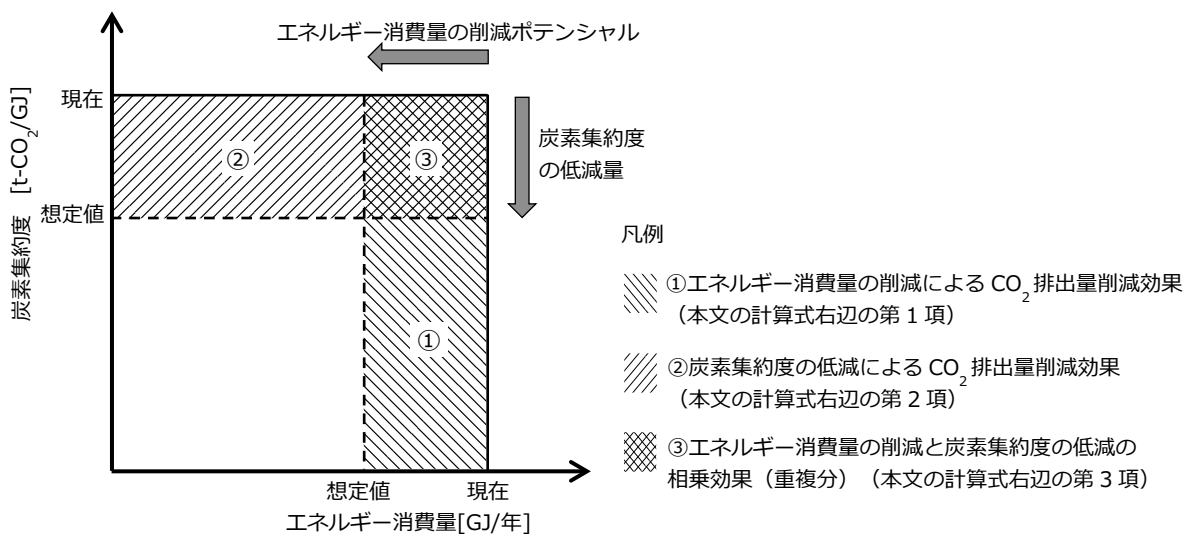 エネルギー消費量の削減ポテンシャル
炭素集約度 [t-CO2/GJ]
現在
想定値
②
③
①
炭素集約度
の低減量
想定値
現在
エネルギー消費量[GJ/年]
凡例
①エネルギー消費量の削減による CO2排出量削減効果
(本文の計算式右辺の第 1 項)
②炭素集約度の低減による CO2排出量削減効果
(本文の計算式右辺の第 2 項)
③エネルギー消費量の削減と炭素集約度の低減の
相乗効果(重複分)(本文の計算式右辺の第 3 項)